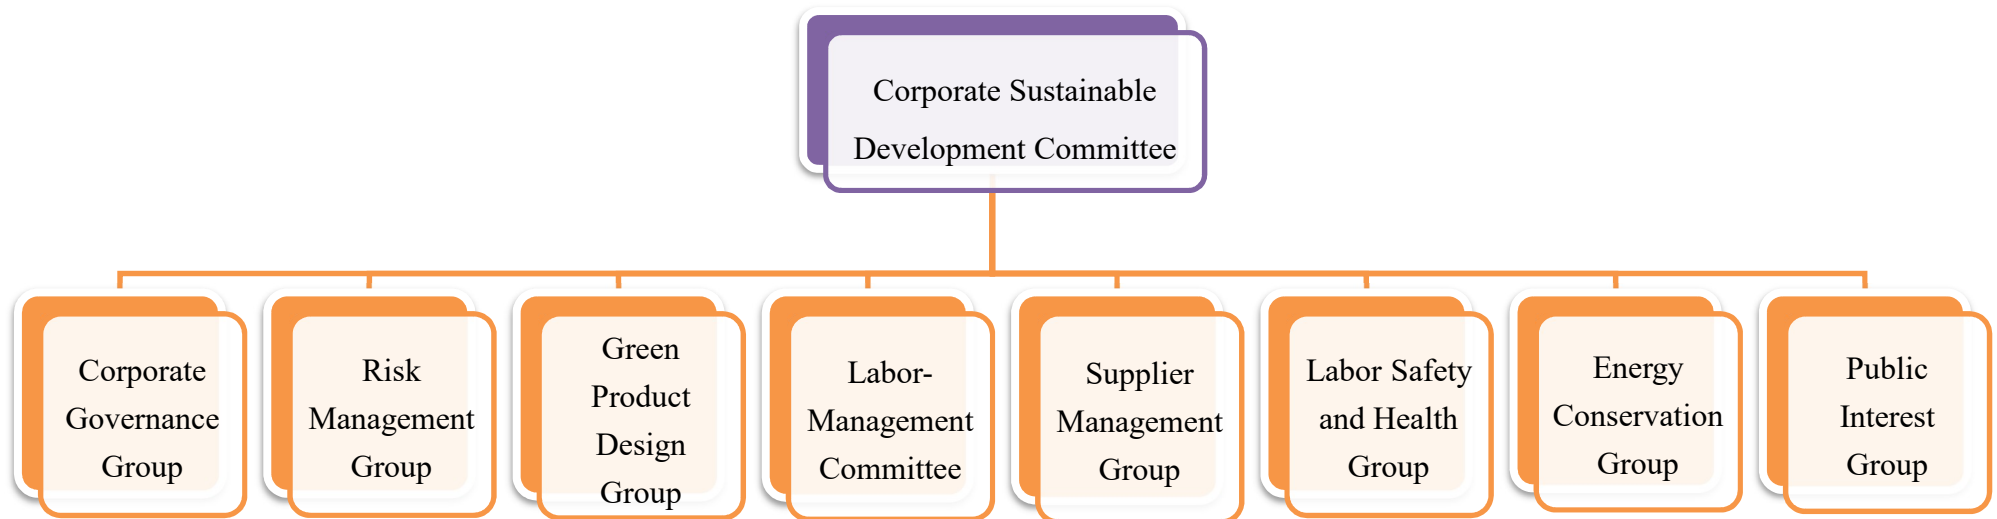 Corporate Sustainable
Development Committee
Corporate
Governance
Group
Risk
Management
Group
Green
Product
Design
Group
Labor-
Management
Committee
Supplier
Management
Group
Labor Safety
and Health
Group
Energy
Conservation
Group
Public
Interest
Group